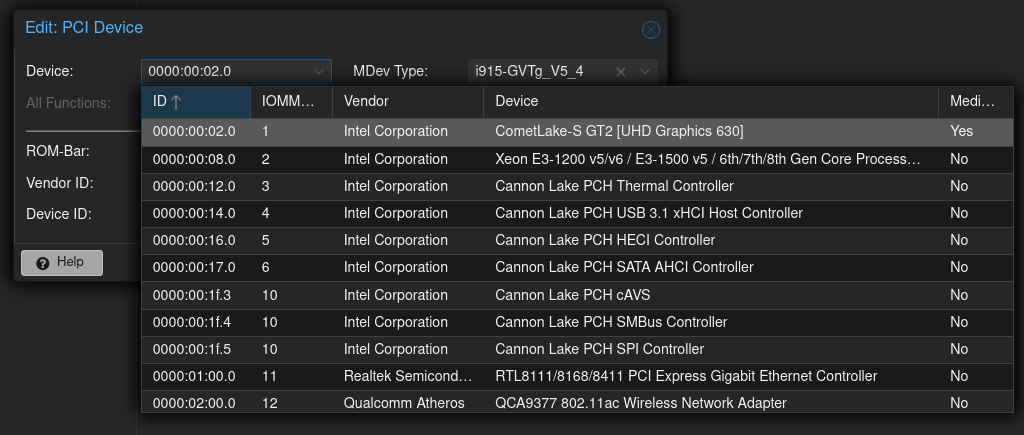 Edit: PCI Device
Device: 0000:00:02.0 MDev Type: i915-GVTg_V5_4
All Functions:
ROM-Bar:
Vendor ID:
Device ID:
Help
ID IOMM… Vendor Device Medi…
0000:00:02.0 1 Intel Corporation CometLake-S GT2 [UHD Graphics 630] Yes
0000:00:08.0 2 Intel Corporation Xeon E3-1200 v5/v6 / E3-1500 v5 / 6th/7th/8th Gen Core Process… No
0000:00:12.0 3 Intel Corporation Cannon Lake PCH Thermal Controller No
0000:00:14.0 4 Intel Corporation Cannon Lake PCH USB 3.1 xHCI Host Controller No
0000:00:16.0 5 Intel Corporation Cannon Lake PCH HECI Controller No
0000:00:17.0 6 Intel Corporation Cannon Lake PCH SATA AHCI Controller No
0000:00:1f.3 10 Intel Corporation Cannon Lake PCH cAVS No
0000:00:1f.4 10 Intel Corporation Cannon Lake PCH SMBus Controller No
0000:00:1f.5 10 Intel Corporation Cannon Lake PCH SPI Controller No
0000:01:00.0 11 Realtek Semicond… RTL8111/8168/8411 PCI Express Gigabit Ethernet Controller No
0000:02:00.0 12 Qualcomm Atheros QCA9377 802.11ac Wireless Network Adapter No